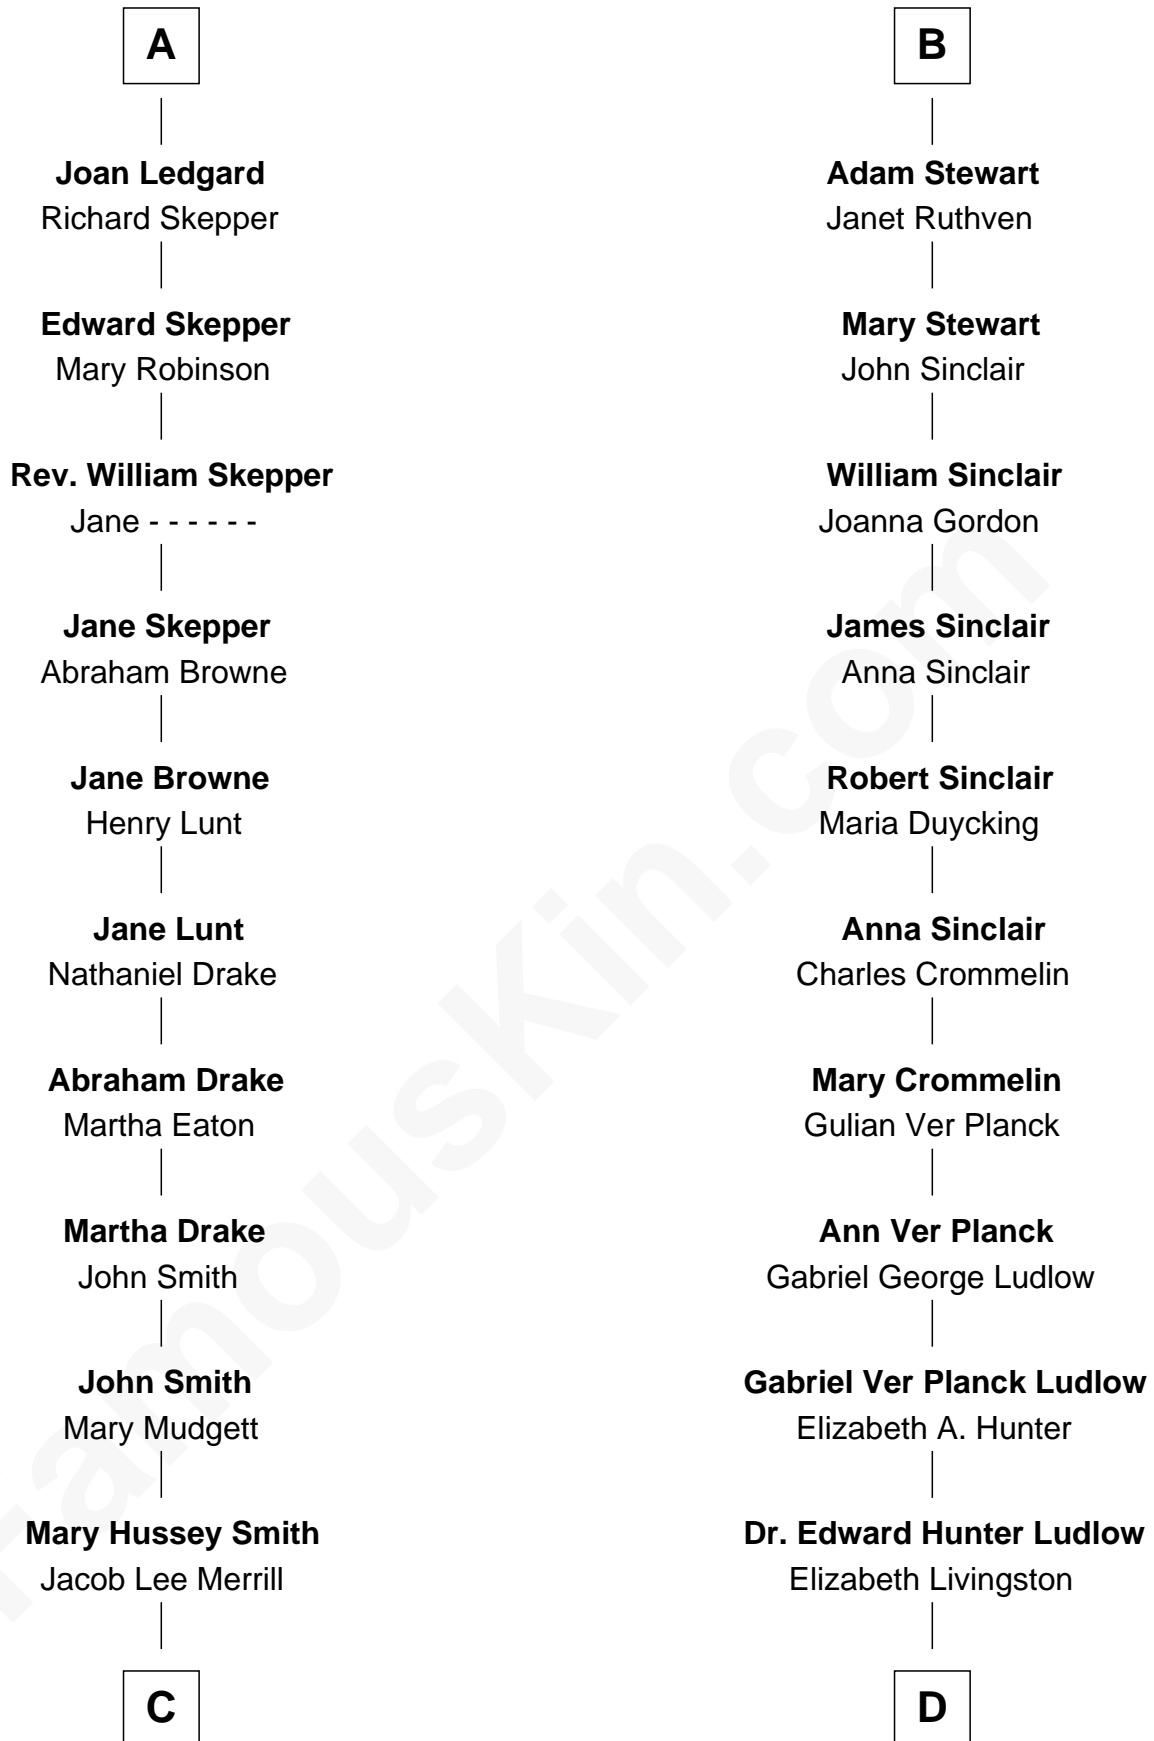 A
Joan Ledgard
Richard Skepper
Edward Skepper
Mary Robinson
Rev. William Skepper
Jane - - - - - -
Jane Skepper
Abraham Browne
Jane Browne
Henry Lunt
Jane Lunt
Nathaniel Drake
Abraham Drake
Martha Eaton
Martha Drake
John Smith
John Smith
Mary Mudgett
Mary Hussey Smith
Jacob Lee Merrill
C
B
Adam Stewart
Janet Ruthven
Mary Stewart
John Sinclair
William Sinclair
Joanna Gordon
James Sinclair
Anna Sinclair
Robert Sinclair
Maria Duycking
Anna Sinclair
Charles Crommelin
Mary Crommelin
Gulian Ver Planck
Ann Ver Planck
Gabriel George Ludlow
Gabriel Ver Planck Ludlow
Elizabeth A. Hunter
Dr. Edward Hunter Ludlow
Elizabeth Livingston
D
FamousKin.com